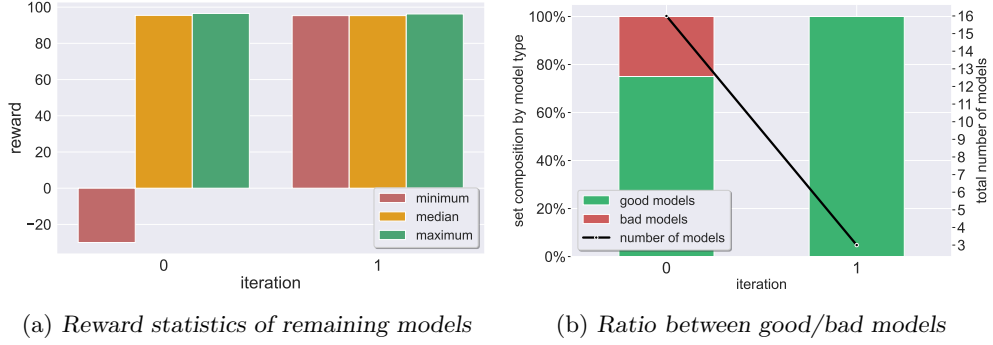 100
80
60
40
20
0
−20
reward
0
1
iteration
minimum
median
maximum
(a) Reward statistics of remaining models
100%
80%
60%
40%
20%
0%
set composition by model type
0
1
iteration
good models
bad models
number of models
16
15
14
13
12
11
10
9
8
7
6
5
4
3
total number of models
(b) Ratio between good/bad models